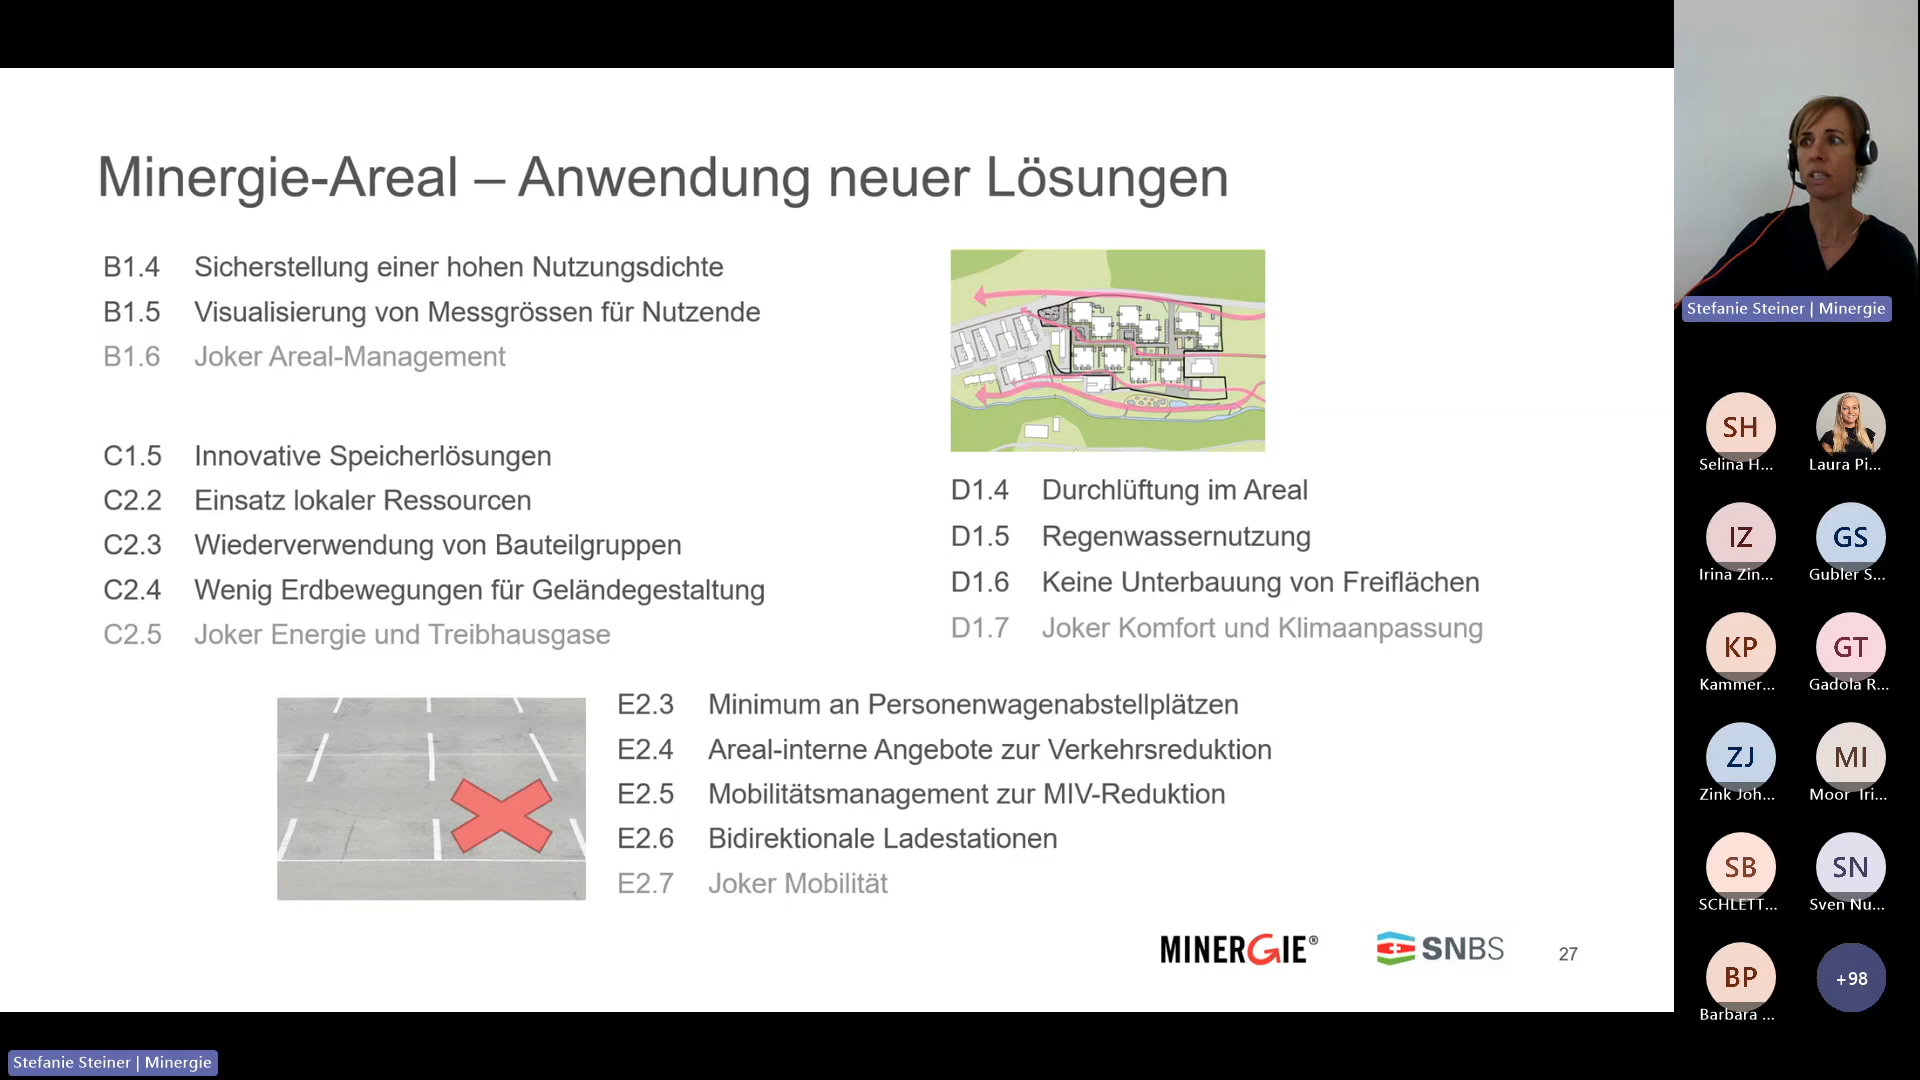 Minergie-Areal – Anwendung neuer Lösungen
B1.4 Sicherstellung einer hohen Nutzungsdichte
B1.5 Visualisierung von Messgrössen für Nutzende
B1.6 Joker Areal-Management
C1.5 Innovative Speicherlösungen
C2.2 Einsatz lokaler Ressourcen
C2.3 Wiederverwendung von Bauteilgruppen
C2.4 Wenig Erdbewegungen für Geländegestaltung
C2.5 Joker Energie und Treibhausgase
D1.4 Durchlüftung im Areal
D1.5 Regenwassernutzung
D1.6 Keine Unterbauung von Freiflächen
D1.7 Joker Komfort und Klimaanpassung
E2.3 Minimum an Personenwagenabstellplätzen
E2.4 Areal-interne Angebote zur Verkehrsreduktion
E2.5 Mobilitätsmanagement zur MIV-Reduktion
E2.6 Bidirektionale Ladestationen
E2.7 Joker Mobilität
MINERGIE® SNBS 27
Stefanie Steiner | Minergie
SH
Selina H...
Laura Pi...
IZ
Irina Zin...
GS
Gubler S...
KP
Kammer...
GT
Gadola R...
ZJ
Zink Joh...
MI
Moor Iri...
SB
SCHLETT...
SN
Sven Nu...
BP
Barbara ...
+98
Stefanie Steiner | Minergie